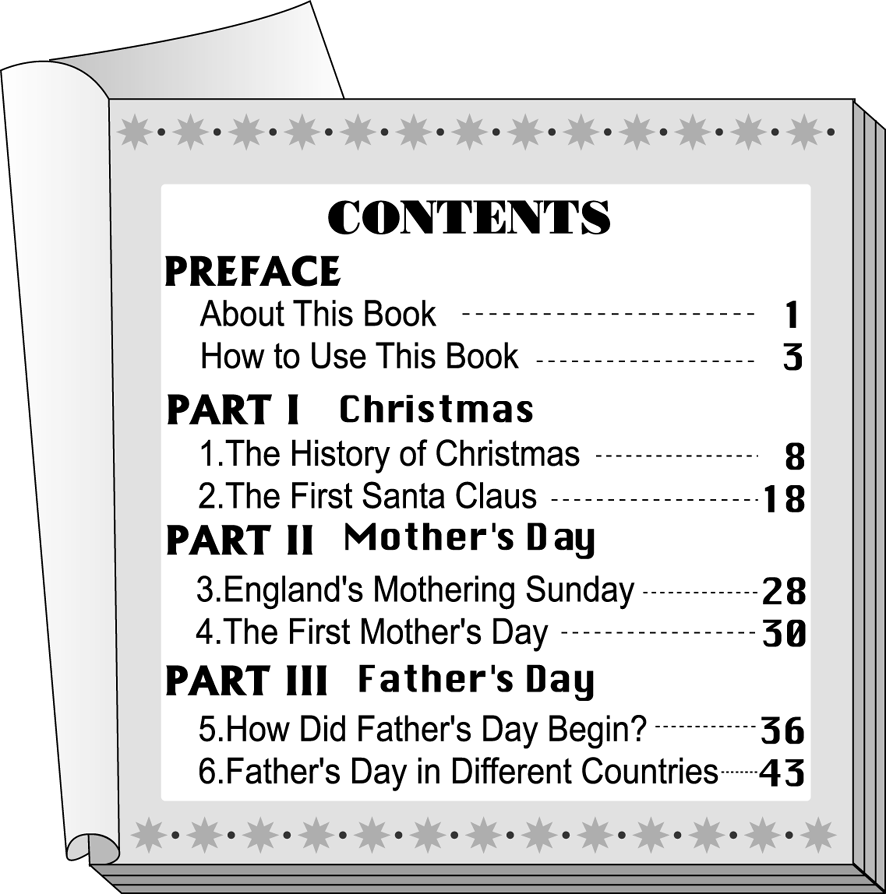 CONTENTS
PREFACE
About This Book 1
How to Use This Book 3
PART I Christmas
1.The History of Christmas 8
2.The First Santa Claus 18
PART II Mother's Day
3.England's Mothering Sunday 28
4.The First Mother's Day 30
PART III Father's Day
5.How Did Father's Day Begin? 36
6.Father's Day in Different Countries 43